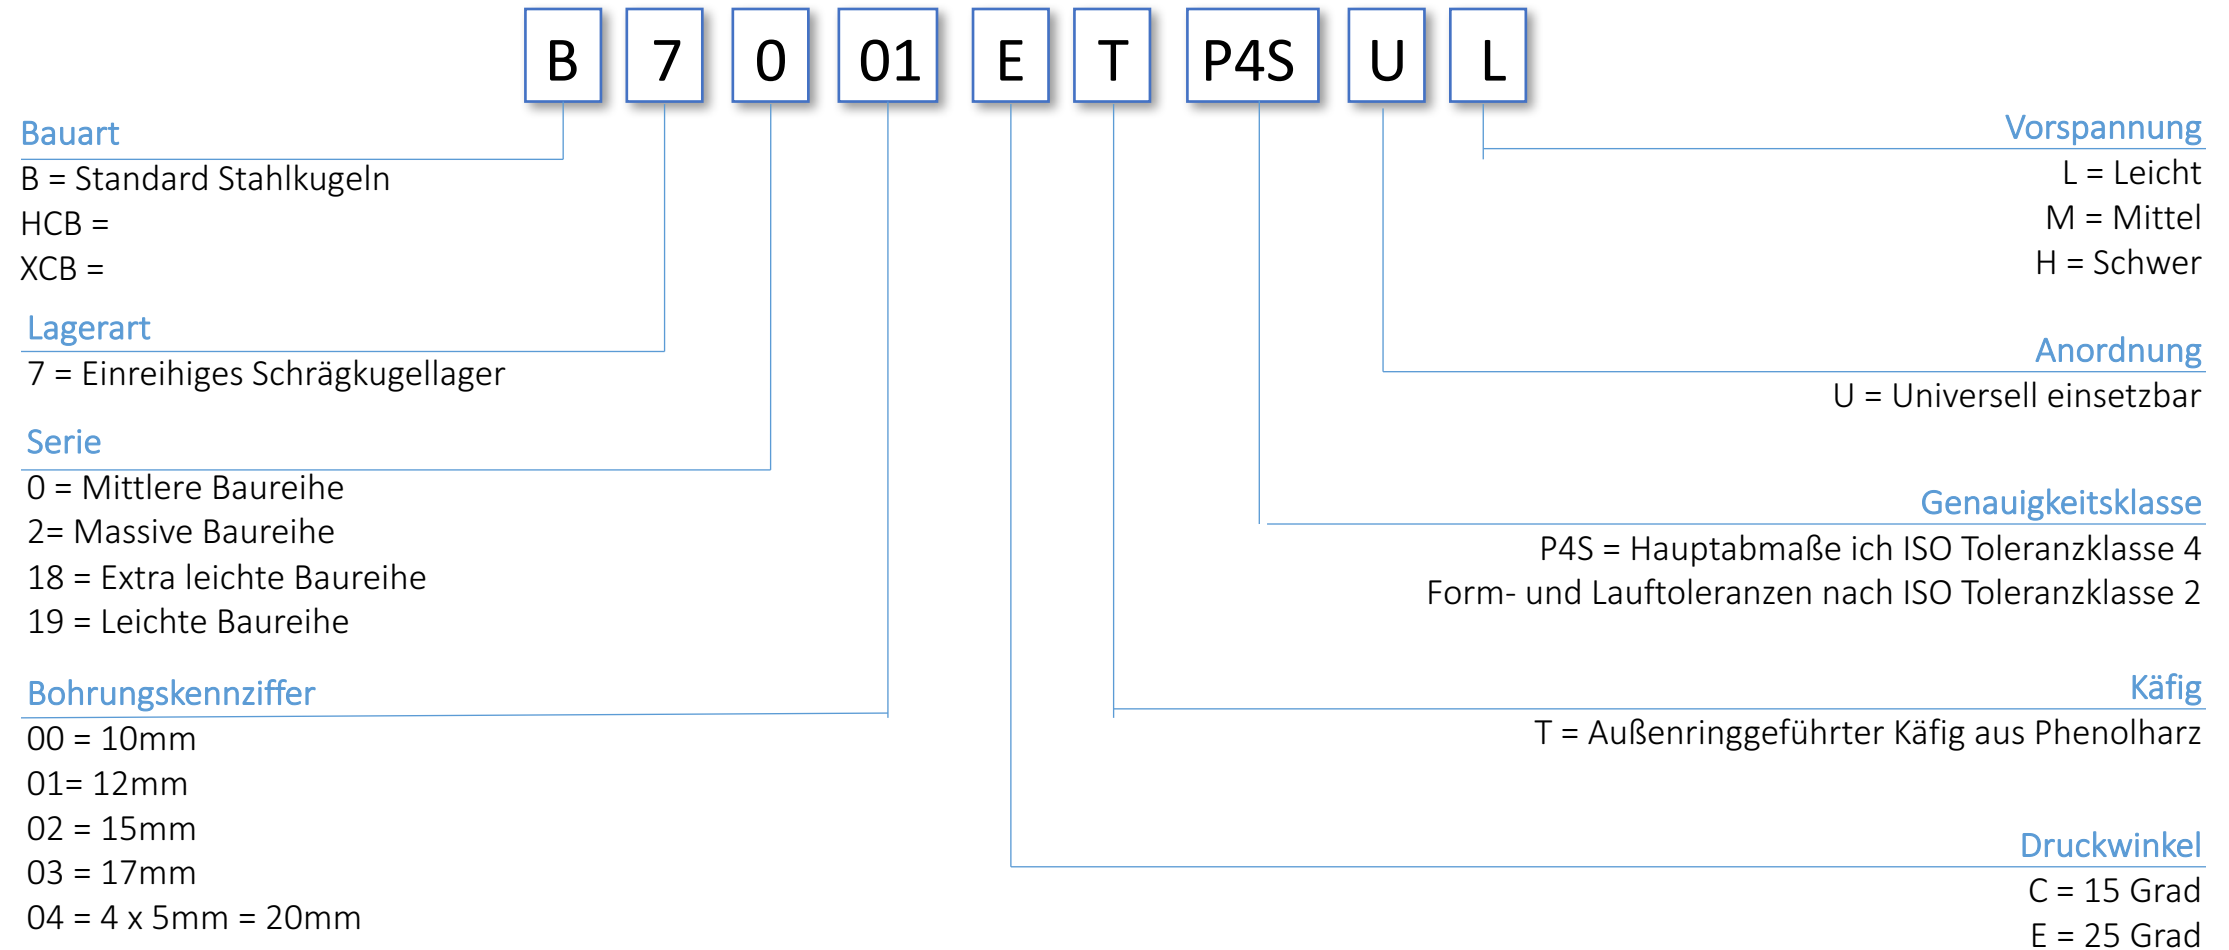 B 7 0 01 E T P4S U L
Bauart
B = Standard Stahlkugeln
HCB =
XCB =
Lagerart
7 = Einreihiges Schrägkugellager
Serie
0 = Mittlere Baureihe
2= Massive Baureihe
18 = Extra leichte Baureihe
19 = Leichte Baureihe
Bohrungskennziffer
00 = 10mm
01= 12mm
02 = 15mm
03 = 17mm
04 = 4 x 5mm = 20mm
Vorspannung
L = Leicht
M = Mittel
H = Schwer
Anordnung
U = Universell einsetzbar
Genauigkeitsklasse
P4S = Hauptabmaße ich ISO Toleranzklasse 4
Form- und Lauftoleranzen nach ISO Toleranzklasse 2
Käfig
T = Außenringgeführter Käfig aus Phenolharz
Druckwinkel
C = 15 Grad
E = 25 Grad